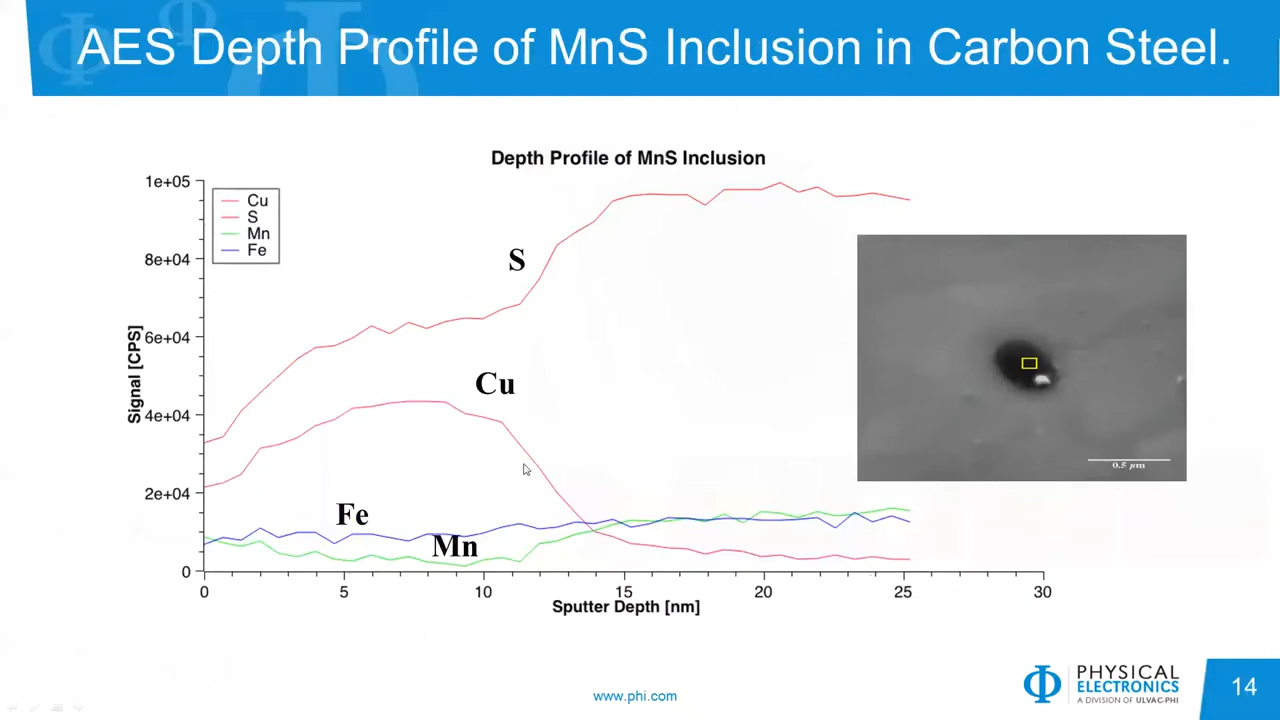 AES Depth Profile of MnS Inclusion in Carbon Steel.
Depth Profile of MnS Inclusion
1e+05
8e+04
6e+04
4e+04
2e+04
0
Signal [CPS]
Cu
S
Mn
Fe
S
Cu
Fe
Mn
0 5 10 15 20 25 30
Sputter Depth [nm]
0.5 µm
www.phi.com
PHYSICAL
ELECTRONICS
A DIVISION OF ULVAC-PHI
14